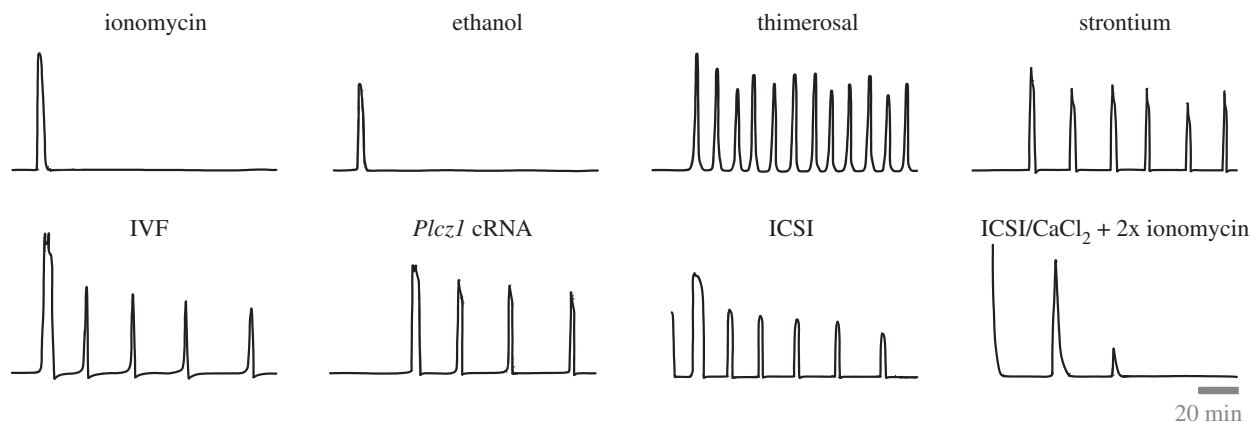 ionomycin
ethanol
thimerosal
strontium
IVF
Plcz1 cRNA
ICSI
ICSI/CaCl₂ + 2x ionomycin
20 min